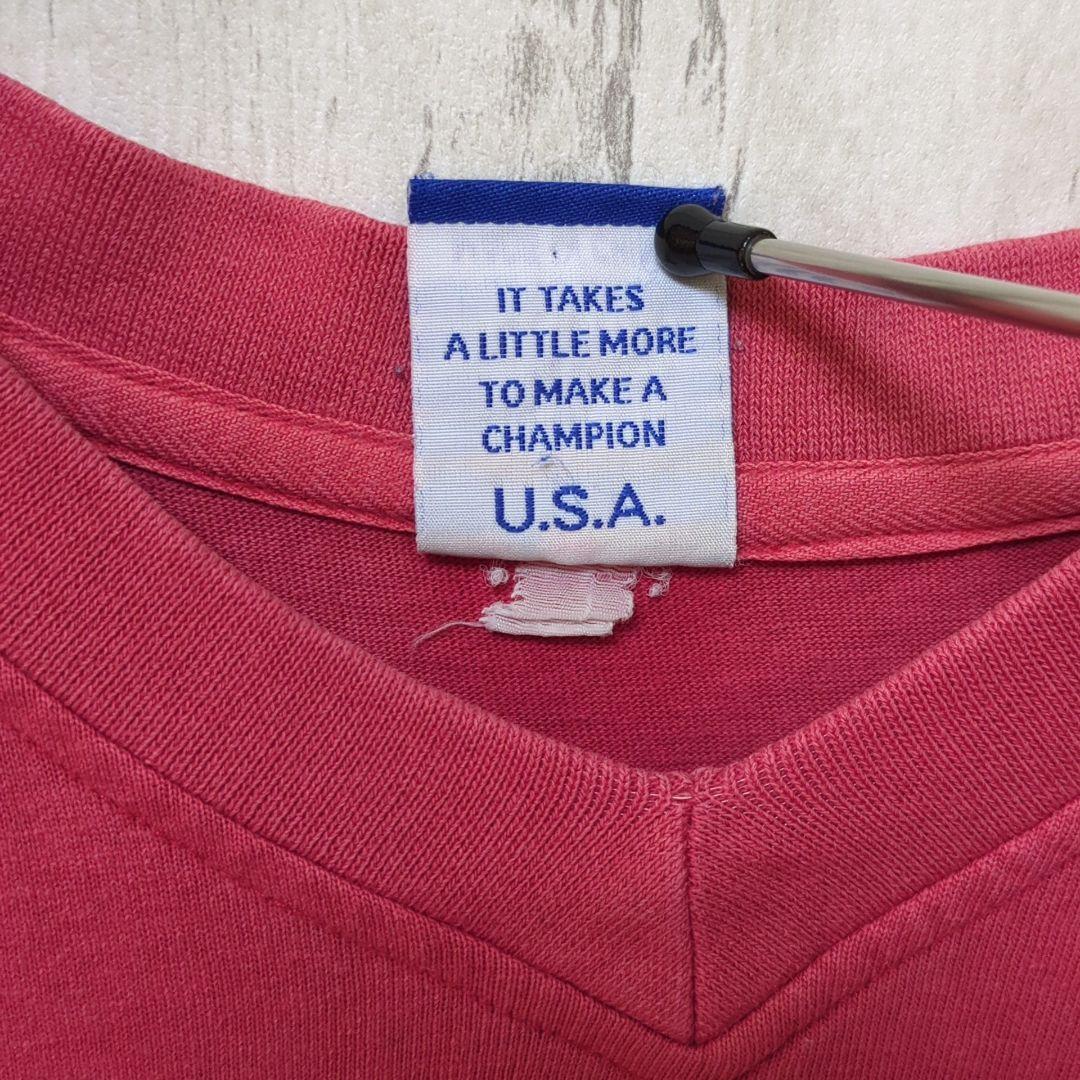 IT TAKES
A LITTLE MORE
TO MAKE A
CHAMPION
U.S.A.